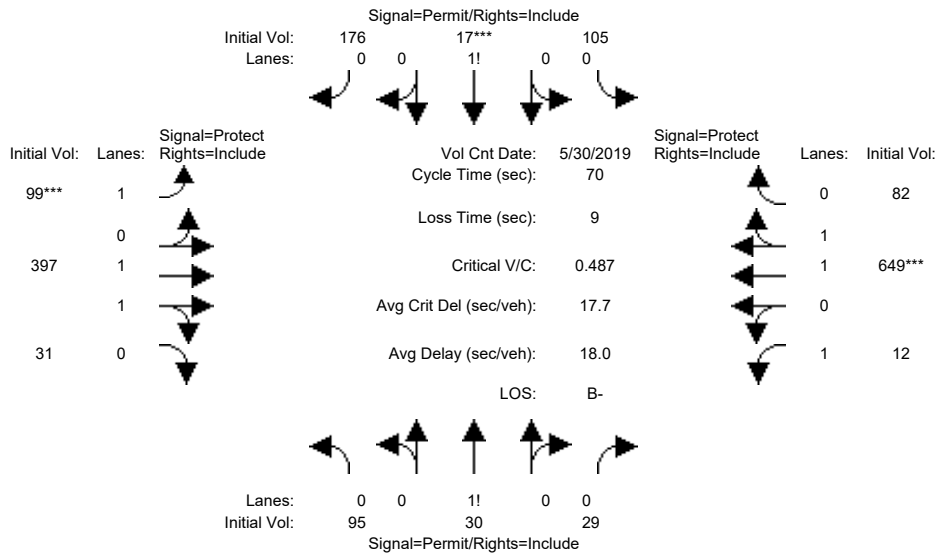 Signal=Permit/Rights=Include
Initial Vol: 176 17*** 105
Lanes: 0 0 1! 0 0
Signal=Protect
Rights=Include
Initial Vol: Lanes:
Vol Cnt Date: 5/30/2019
Signal=Protect
Rights=Include
Lanes: Initial Vol:
Cycle Time (sec): 70
99*** 1
0 82
Loss Time (sec): 9
0
1
397 1
Critical V/C: 0.487
1 649***
1
Avg Crit Del (sec/veh): 17.7
0
31 0
Avg Delay (sec/veh): 18.0
1 12
LOS: B-
Lanes: 0 0 1! 0 0
Initial Vol: 95 30 29
Signal=Permit/Rights=Include